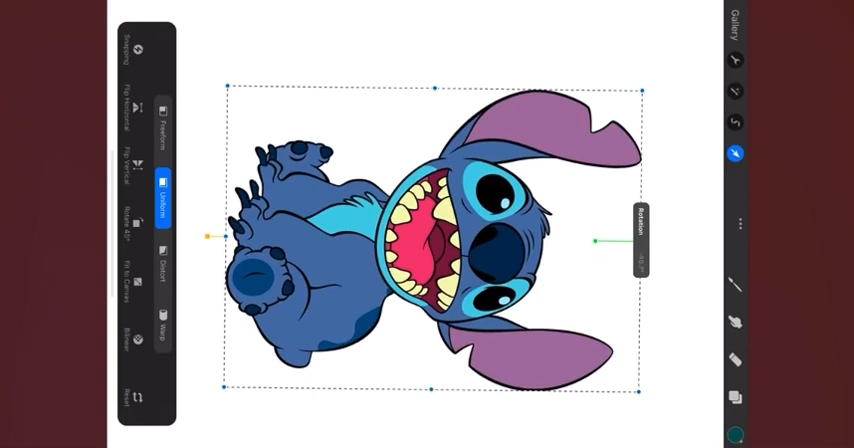 Gallery
Rotation
Freeform
Uniform
Distort
Warp
Snapping
Flip Horizontal
Flip Vertical
Rotate 45°
Fit to Canvas
Bilinear
Reset